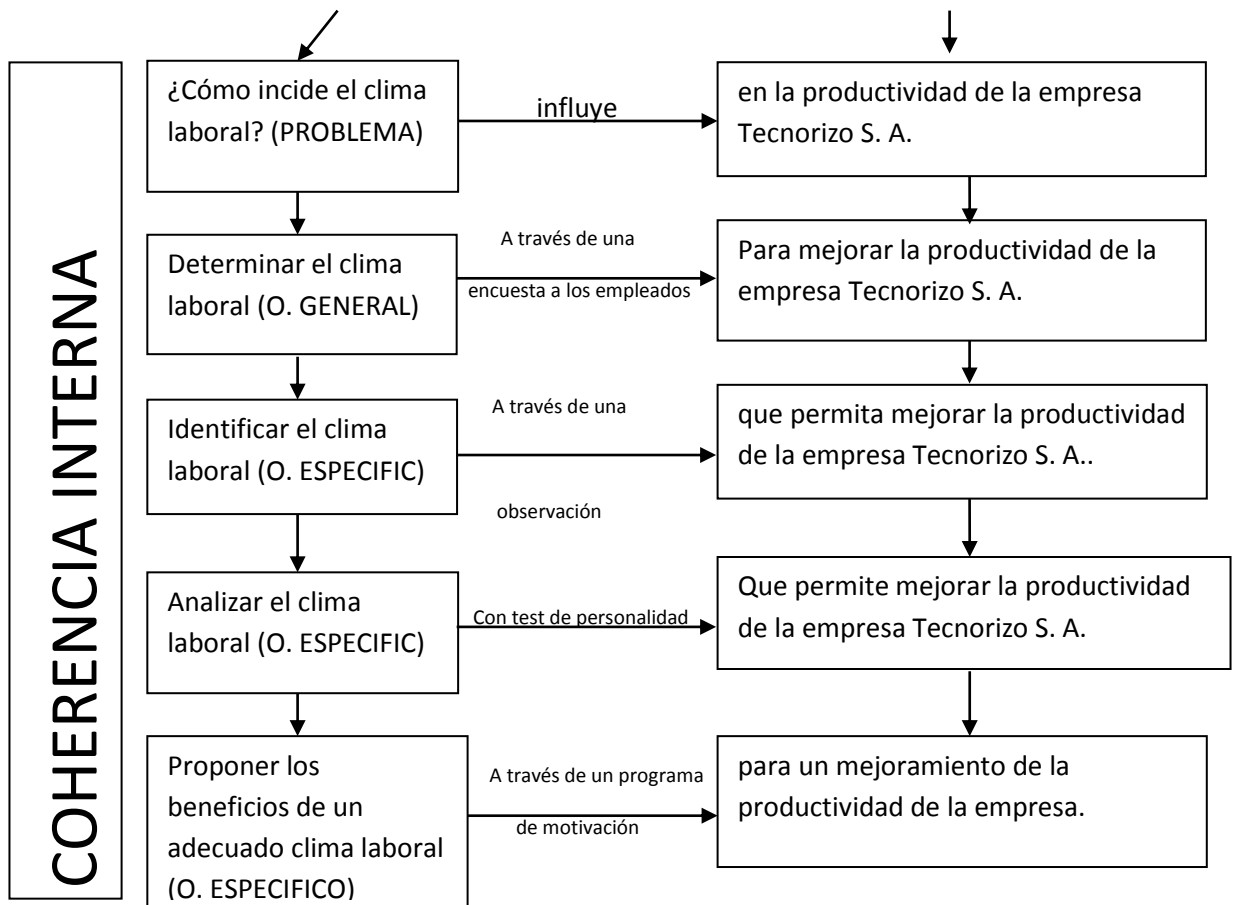 COHERENCIA INTERNA
¿Cómo incide el clima
laboral? (PROBLEMA)
influye
en la productividad de la empresa
Tecnorizo S. A.
Determinar el clima
laboral (O. GENERAL)
A través de una
encuesta a los empleados
Para mejorar la productividad de la
empresa Tecnorizo S. A.
Identificar el clima
laboral (O. ESPECIFIC)
A través de una
observación
que permita mejorar la productividad
de la empresa Tecnorizo S. A..
Analizar el clima
laboral (O. ESPECIFIC)
Con test de personalidad
Que permite mejorar la productividad
de la empresa Tecnorizo S. A.
Proponer los
beneficios de un
adecuado clima laboral
(O. ESPECIFICO)
A través de un programa
de motivación
para un mejoramiento de la
productividad de la empresa.